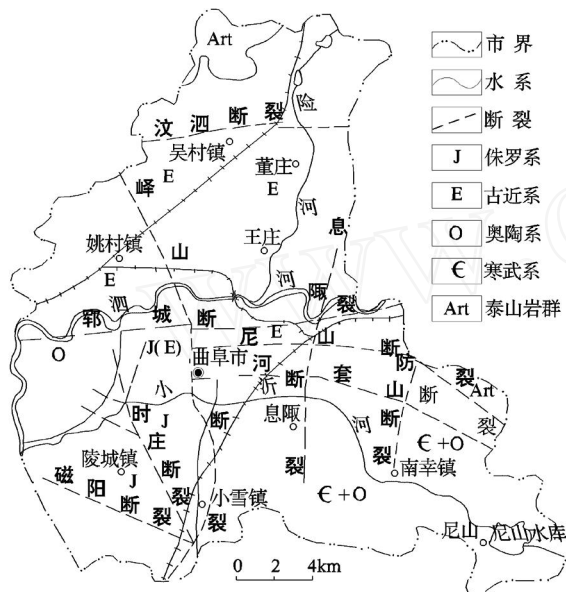 Art
险
汶泗断裂
吴村镇
董庄
E
E
峄
河
息
姚村镇
王庄
山
E
河
陬
泗
郓城断
尼
E
山
裂
O
J(E)
曲阜市
河
断
防
裂
沂
断
套
山
断
Art
小
裂
时
J
断
息陬
河
断
庄
Є+O
陵城镇
断
裂
裂
南辛镇
磁阳断裂
J
裂
小雪镇
裂
Є+O
尼山
尼山水库
0 2 4km
市界
水系
断裂
J 侏罗系
E 古近系
O 奥陶系
Є 寒武系
Art 泰山岩群